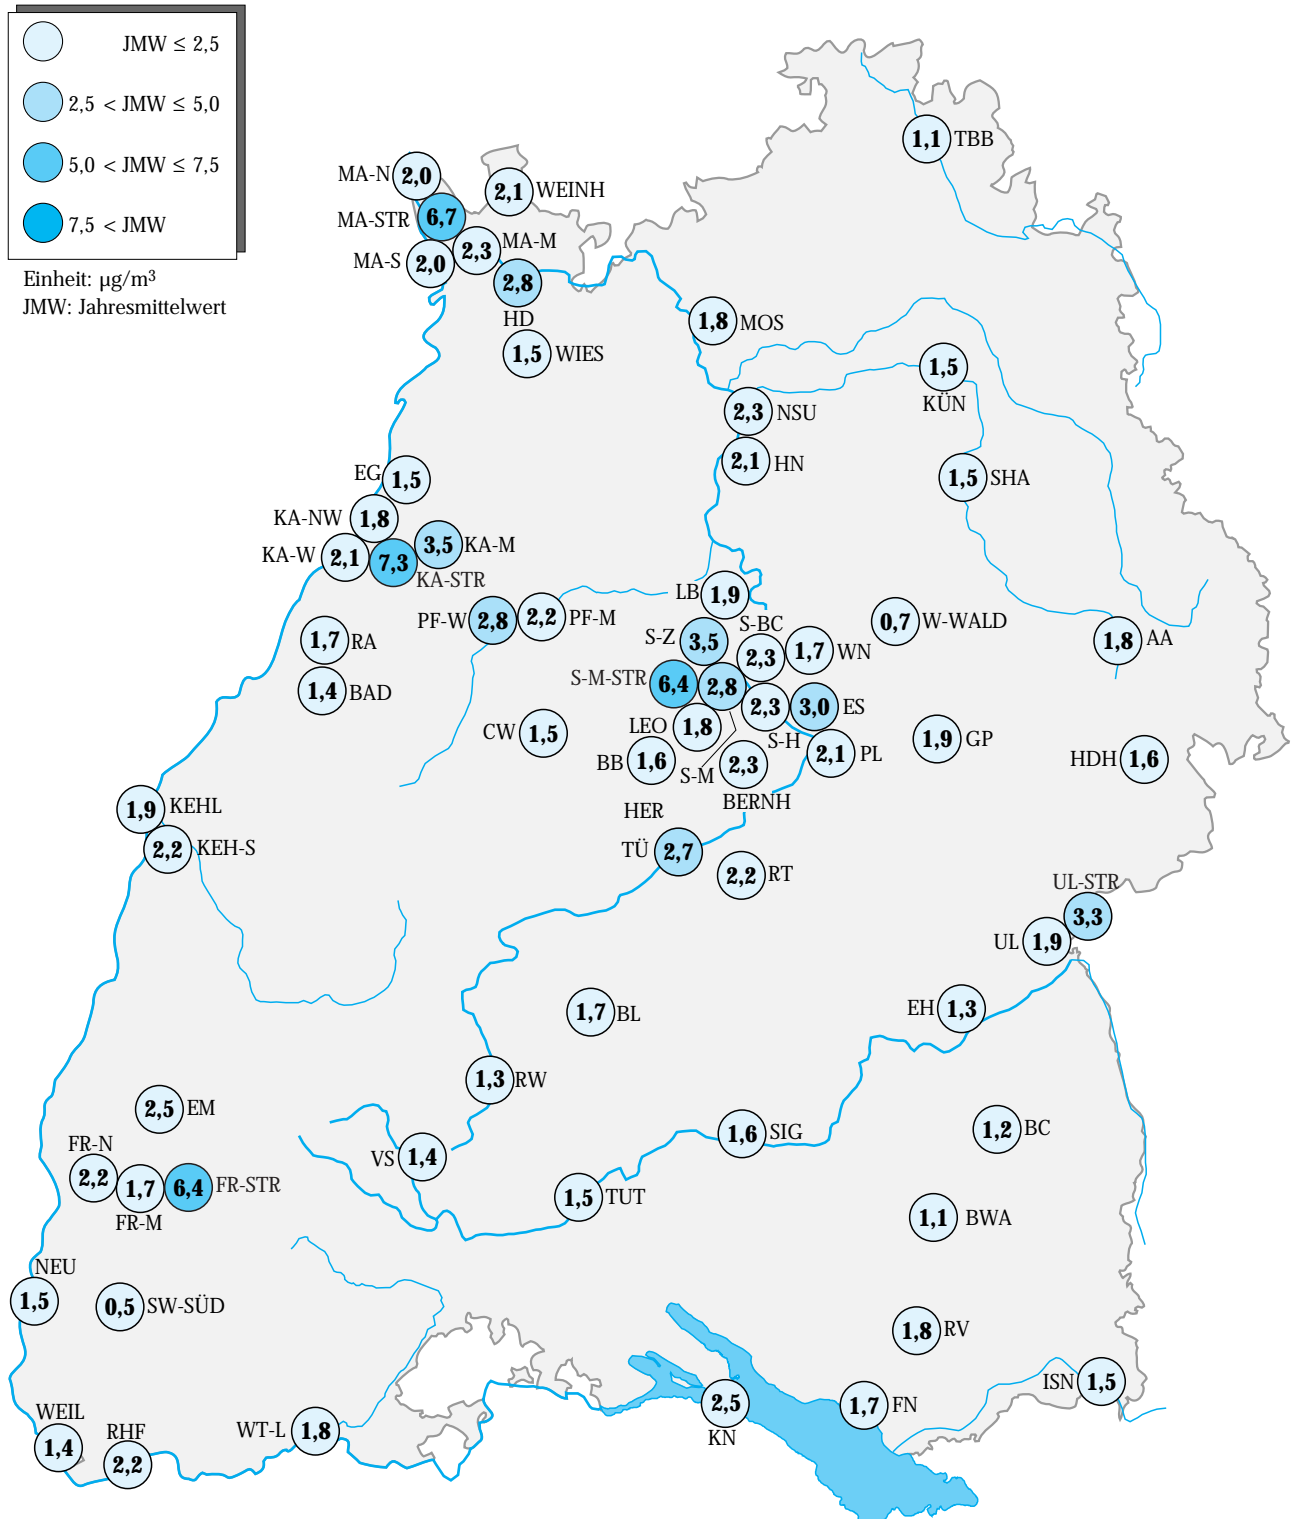 JMW ≤ 2,5
2,5 < JMW ≤ 5,0
5,0 < JMW ≤ 7,5
7,5 < JMW
Einheit: µg/m³
JMW: Jahresmittelwert
1,1 TBB
MA-N 2,0
2,1 WEINH
MA-STR 6,7
2,3 MA-M
MA-S 2,0
2,8
HD
1,8 MOS
1,5 WIES
1,5
KÜN
2,3 NSU
2,1 HN
EG 1,5
1,5 SHA
KA-NW 1,8
3,5 KA-M
KA-W 2,1
7,3
KA-STR
LB 1,9
PF-W 2,8
2,2 PF-M
0,7 W-WALD
S-BC
2,3
S-Z 3,5
1,7 WN
1,7 RA
1,8 AA
S-M-STR 6,4
2,8
1,4 BAD
2,3
S-H
3,0 ES
LEO 1,8
CW 1,5
1,9 GP
2,1 PL
BB 1,6
S-M
2,3
BERNH
HDH 1,6
1,9 KEHL
HER
2,2 KEH-S
TÜ 2,7
2,2 RT
UL-STR
3,3
UL 1,9
EH 1,3
1,7 BL
1,3 RW
2,5 EM
1,2 BC
1,6 SIG
FR-N
2,2
VS 1,4
1,7
FR-M
6,4 FR-STR
1,5 TUT
1,1 BWA
NEU
1,5
0,5 SW-SÜD
1,8 RV
ISN 1,5
2,5
KN
1,7 FN
WEIL
1,4
RHF
2,2
WT-L 1,8